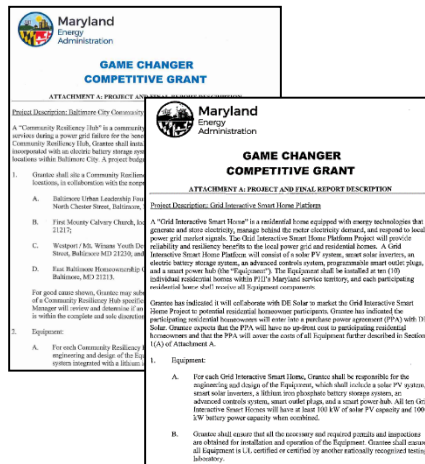 Maryland
Energy
Administration
GAME CHANGER
COMPETITIVE GRANT
ATTACHMENT A: PROJECT AND FINAL REPORT DESCRIPTION
Project Description: Baltimore City Community
A "Community Resiliency Hub" is a community
services during a power grid failure for the bene
Community Resiliency Hub, Grantee shall insta
incorporated with an electric battery storage sys
locations within Baltimore City. A project budge
1. Grantee shall site a Community Resilien
locations, in collaboration with the nonp
A. Baltimore Urban Leadership Foun
North Chester Street, Baltimore,
B. First Mount Calvary Church, loc
21217;
C. Westport / Mt. Winans Youth De
Street, Baltimore MD 21230; and
D. East Baltimore Homeownership
Baltimore, MD 21213.
For good cause shown, Grantee may sub
of a Community Resiliency Hub specifie
Manager will review and determine if an
is within the complete and sole discretion
2. Equipment:
A. For each Community Resiliency
engineering and design of the Equ
system integrated with a lithium i
Maryland
Energy
Administration
GAME CHANGER
COMPETITIVE GRANT
ATTACHMENT A: PROJECT AND FINAL REPORT DESCRIPTION
Project Description: Grid Interactive Smart Home Platform
A "Grid Interactive Smart Home" is a residential home equipped with energy technologies that
generate and store electricity, manage behind the meter electricity demand, and respond to local
power grid market signals. The Grid Interactive Smart Home Platform Project will provide
reliability and resiliency benefits to the local power grid and residential homes. A Grid
Interactive Smart Home Platform will consist of a solar PV system, smart solar inverters, an
electric battery storage system, an advanced controls system, programmable smart outlet plugs,
and a smart power hub (the "Equipment"). The Equipment shall be installed at ten (10)
individual residential homes within PHI's Maryland service territory, and each participating
residential home shall receive all Equipment components.
Grantee has indicated it will collaborate with DE Solar to market the Grid Interactive Smart
Home Project to potential residential homeowner participants. Grantee has indicated the
participating residential homeowners will enter into a purchase power agreement (PPA) with DE
Solar. Grantee expects that the PPA will have no up-front cost to participating residential
homeowners and that the PPA will cover the costs of all Equipment further described in Section
1(A) of Attachment A.
1. Equipment:
A. For each Grid Interactive Smart Home, Grantee shall be responsible for the
engineering and design of the Equipment, which shall include a solar PV system,
smart solar inverters, a lithium iron phosphate battery storage system, an
advanced controls system, smart outlet plugs, and a smart power hub. All ten Grid
Interactive Smart Homes will have at least 100 kW of solar PV capacity and 100
kW battery power capacity when combined.
B. Grantee shall ensure that all the necessary and required permits and inspections
are obtained for installation and operation of the Equipment. Grantee shall ensure
all Equipment is UL certified or certified by another nationally recognized testing
laboratory.